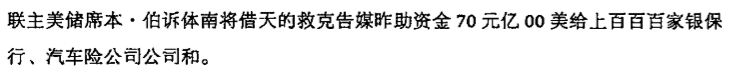 联主美储席本·伯诉体南将借天的救克告媒昨助资金 70 元亿 00 美给上百百百家银保
行、汽车险公司公司和。